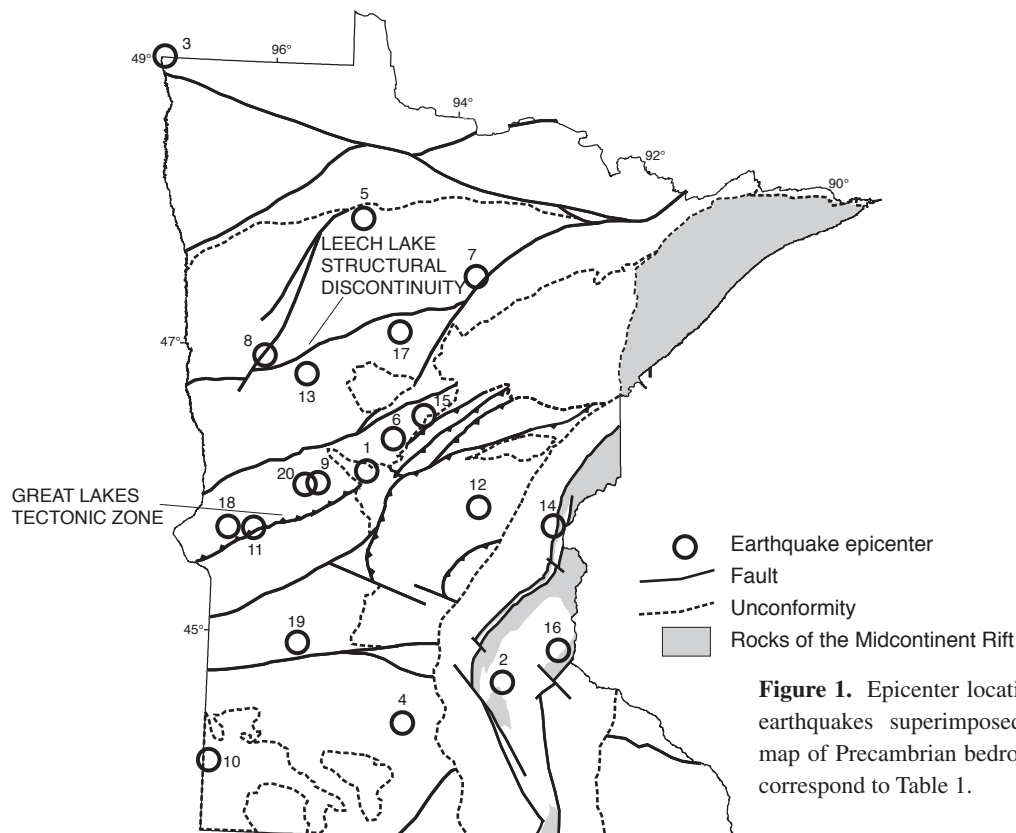 3
49°
96°
94°
92°
90°
5
LEECH LAKE
STRUCTURAL
DISCONTINUITY
7
47°
8
17
13
15
6
1
20
9
GREAT LAKES
TECTONIC ZONE
18
11
12
14
Earthquake epicenter
Fault
Unconformity
Rocks of the Midcontinent Rift
19
45°
16
2
4
10
Figure 1. Epicenter locati
earthquakes superimposed
map of Precambrian bedro
correspond to Table 1.